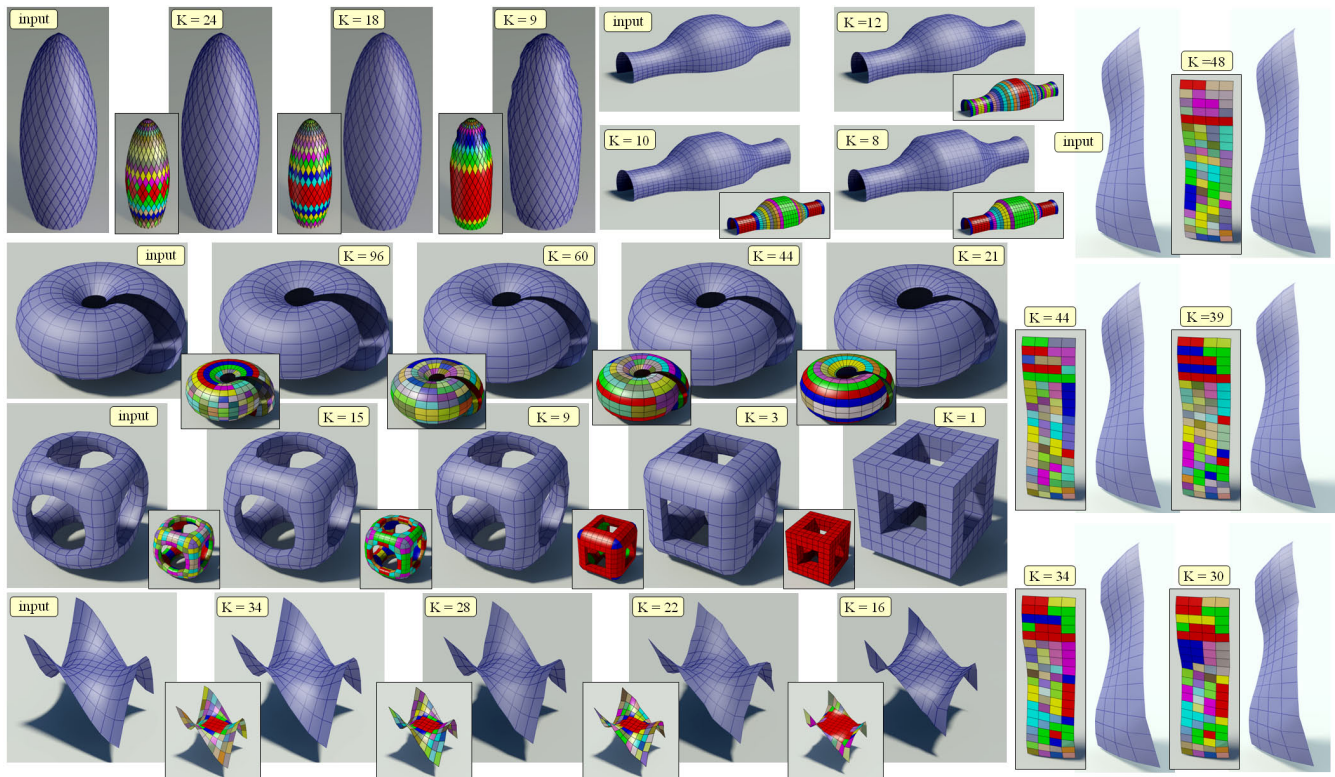 input
K = 24
K = 18
K = 9
input
K =12
K = 10
K = 8
input
K =48
input
K = 96
K = 60
K = 44
K = 21
K = 44
K =39
input
K = 15
K = 9
K = 3
K = 1
input
K = 34
K = 28
K = 22
K = 16
K = 34
K = 30